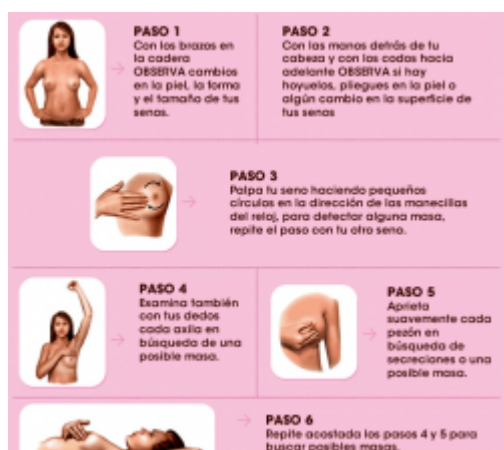 PASO 1
Con los brazos en
la cadera
OBSERVA cambios
en la piel, la forma
y el tamaño de tus
senos.
PASO 2
Con las manos detrás de tu
cabeza y con los codos hacia
adelante OBSERVA si hay
hoyuelos, pliegues en la piel o
algún cambio en la superficie de
tus senos
PASO 3
Palpa tu seno haciendo pequeños
círculos en la dirección de las manecillas
del reloj, para detectar alguna masa,
repite el paso con tu otro seno.
PASO 4
Examina también
con tus dedos
cada axila en
búsqueda de una
posible masa.
PASO 5
Aprieta
suavemente cada
pezón en
búsqueda de
secreciones o una
posible masa.
PASO 6
Repite acostada los pasos 4 y 5 para
buscar posibles masas.